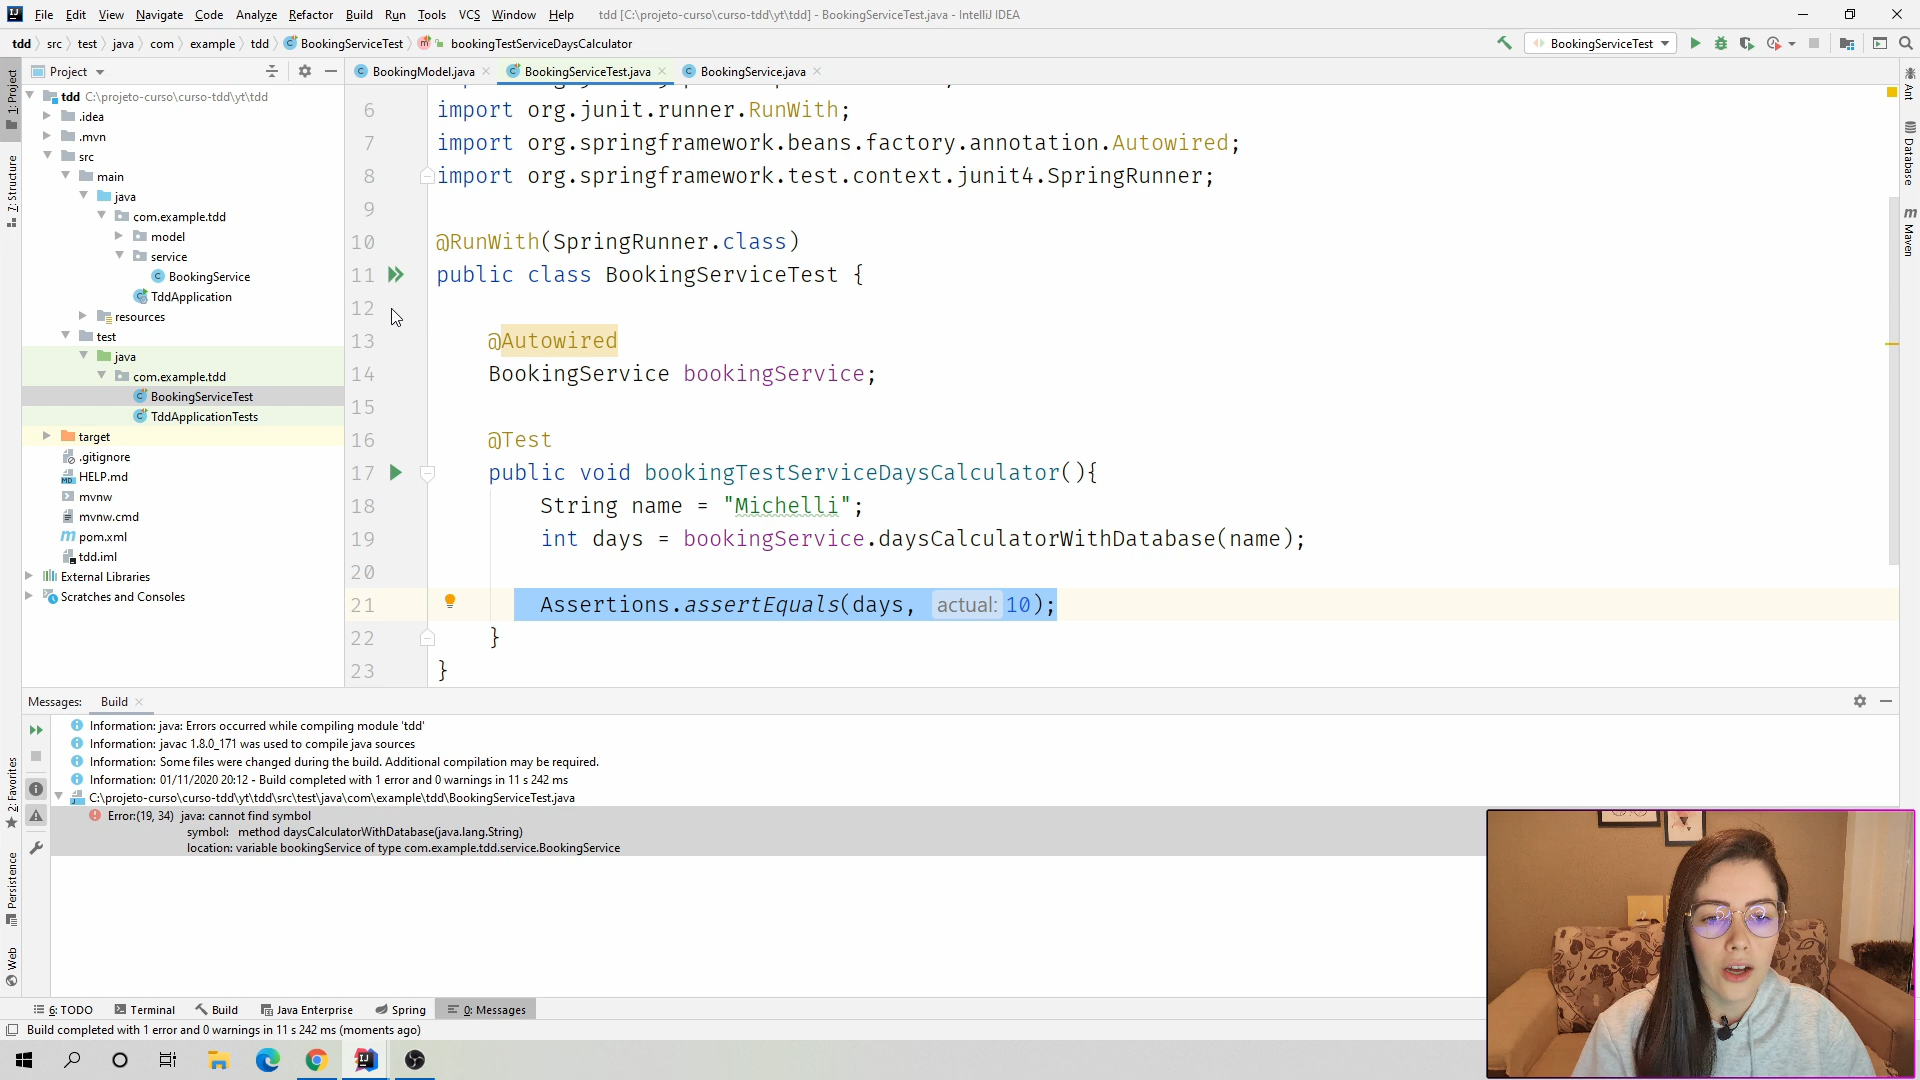 File Edit View Navigate Code Analyze Refactor Build Run Tools VCS Window Help tdd [C:\projeto-curso\curso-tdd\yt\tdd] - BookingServiceTest.java - IntelliJ IDEA
tdd src test java com example tdd BookingServiceTest bookingTestServiceDaysCalculator BookingServiceTest
Project
BookingModel.java BookingServiceTest.java BookingService.java
1: Project
7: Structure
2: Favorites
Persistence
Web
Ant
Database
Maven
tdd C:\projeto-curso\curso-tdd\yt\tdd
.idea
.mvn
src
main
java
com.example.tdd
model
service
BookingService
TddApplication
resources
test
java
com.example.tdd
BookingServiceTest
TddApplicationTests
target
.gitignore
HELP.md
mvnw
mvnw.cmd
pom.xml
tdd.iml
External Libraries
Scratches and Consoles
6 import org.junit.runner.RunWith;
7 import org.springframework.beans.factory.annotation.Autowired;
8 import org.springframework.test.context.junit4.SpringRunner;
9
10 @RunWith(SpringRunner.class)
11 public class BookingServiceTest {
12
13 @Autowired
14 BookingService bookingService;
15
16 @Test
17 public void bookingTestServiceDaysCalculator(){
18 String name = "Michelli";
19 int days = bookingService.daysCalculatorWithDatabase(name);
20
21 Assertions.assertEquals(days, actual: 10);
22 }
23 }
Messages: Build
Information: java: Errors occurred while compiling module 'tdd'
Information: javac 1.8.0_171 was used to compile java sources
Information: Some files were changed during the build. Additional compilation may be required.
Information: 01/11/2020 20:12 - Build completed with 1 error and 0 warnings in 11 s 242 ms
C:\projeto-curso\curso-tdd\yt\tdd\src\test\java\com\example\tdd\BookingServiceTest.java
Error:(19, 34) java: cannot find symbol
symbol: method daysCalculatorWithDatabase(java.lang.String)
location: variable bookingService of type com.example.tdd.service.BookingService
6: TODO Terminal Build Java Enterprise Spring 0: Messages
Build completed with 1 error and 0 warnings in 11 s 242 ms (moments ago)